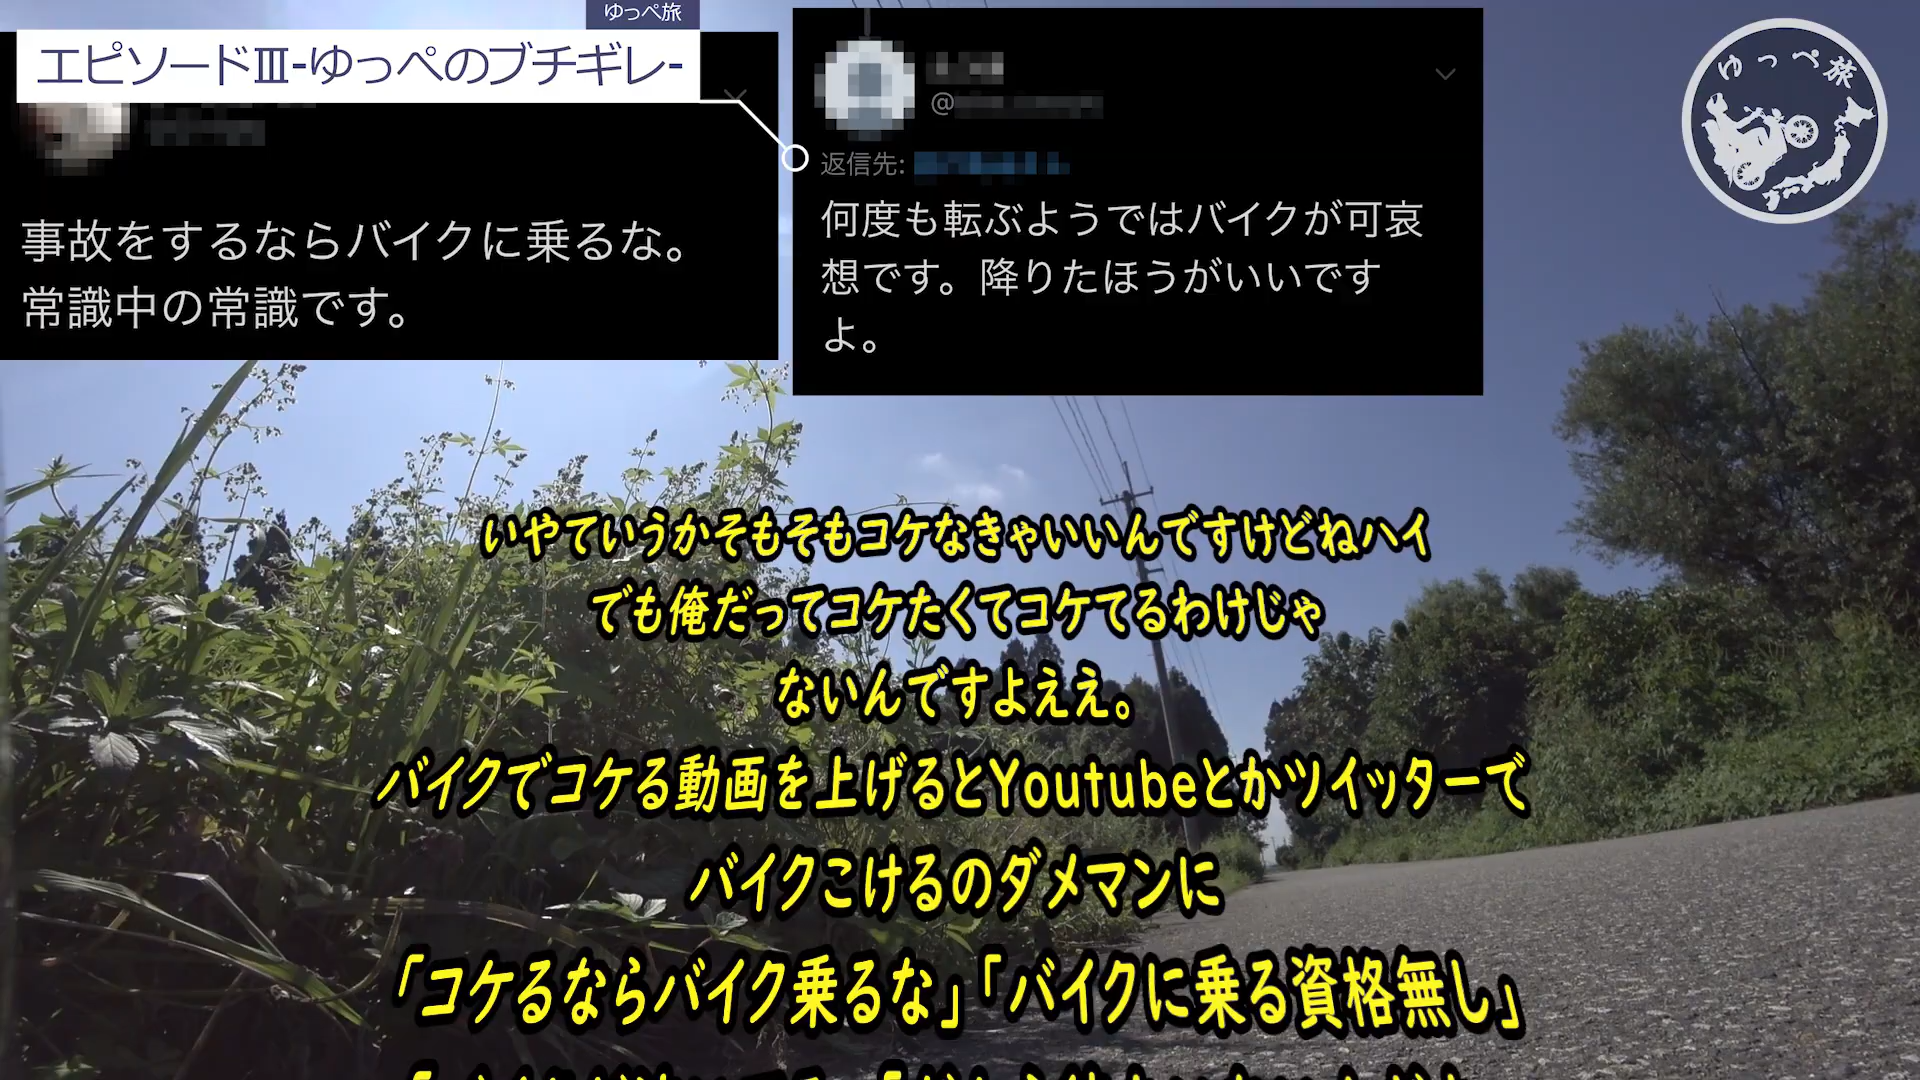 ゆっぺ旅
エピソードⅢ-ゆっぺのブチギレ-
事故をするならバイクに乗るな。
常識中の常識です。
@
返信先:
何度も転ぶようではバイクが可哀
想です。降りたほうがいいです
よ。
ゆっぺ旅
いやていうかそもそもコケなきゃいいんですけどねハイ
でも俺だってコケたくてコケてるわけじゃ
ないんですよええ。
バイクでコケる動画を上げるとYoutubeとかツイッターで
バイクこけるのダメマンに
「コケるならバイク乗るな」「バイクに乗る資格無し」